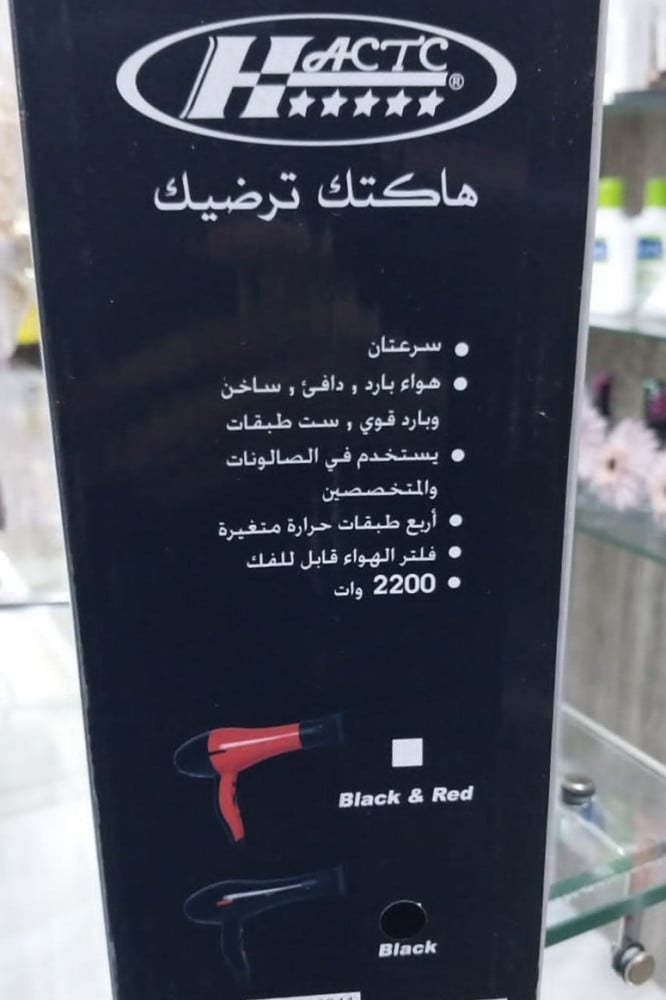 HACTC®
هاكتك ترضيك
سرعتان
هواء بارد , دافئ , ساخن
وبارد قوي , ست طبقات
يستخدم في الصالونات
والمتخصصين
أربع طبقات حرارة متغيرة
فلتر الهواء قابل للفك
2200 وات
Black & Red
Black